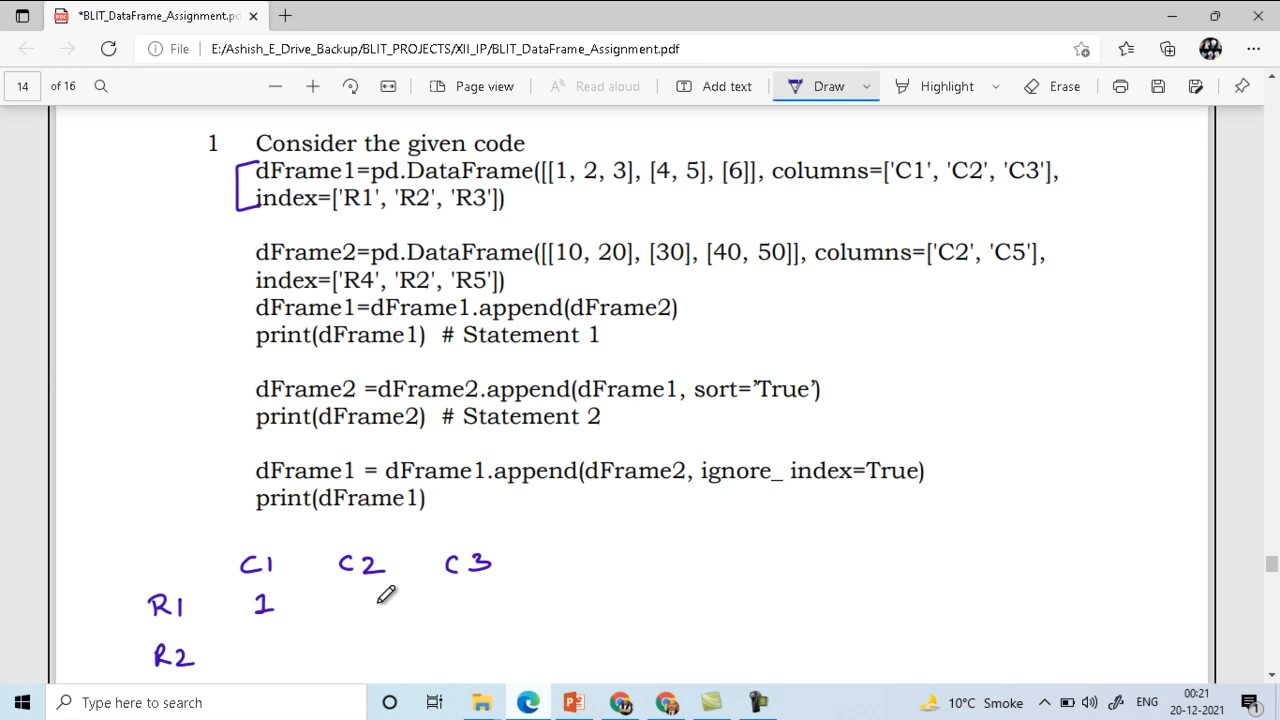 *BLIT_DataFrame_Assignment.pd
File E:/Ashish_E_Drive_Backup/BLIT_PROJECTS/XII_IP/BLIT_DataFrame_Assignment.pdf
14 of 16 Page view Read aloud Add text Draw Highlight Erase
1 Consider the given code
dFrame1=pd.DataFrame([[1, 2, 3], [4, 5], [6]], columns=['C1', 'C2', 'C3'],
index=['R1', 'R2', 'R3'])
dFrame2=pd.DataFrame([[10, 20], [30], [40, 50]], columns=['C2', 'C5'],
index=['R4', 'R2', 'R5'])
dFrame1=dFrame1.append(dFrame2)
print(dFrame1) # Statement 1
dFrame2 =dFrame2.append(dFrame1, sort=’True’)
print(dFrame2) # Statement 2
dFrame1 = dFrame1.append(dFrame2, ignore_ index=True)
print(dFrame1)
C1 C2 C3
R1 1
R2
Type here to search 10°C Smoke ENG 00:21
20-12-2021